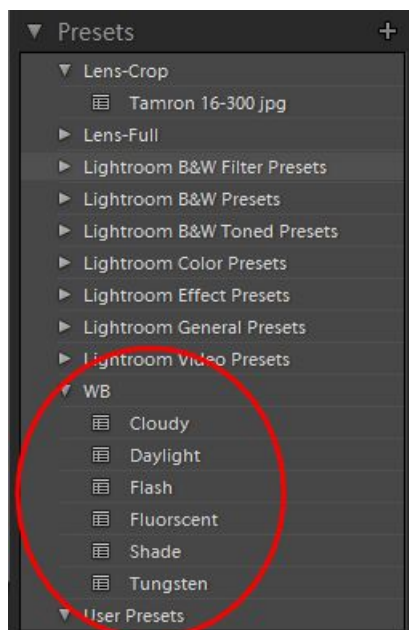 Presets
Lens-Crop
Tamron 16-300 jpg
Lens-Full
Lightroom B&W Filter Presets
Lightroom B&W Presets
Lightroom B&W Toned Presets
Lightroom Color Presets
Lightroom Effect Presets
Lightroom General Presets
Lightroom Video Presets
WB
Cloudy
Daylight
Flash
Fluorscent
Shade
Tungsten
User Presets